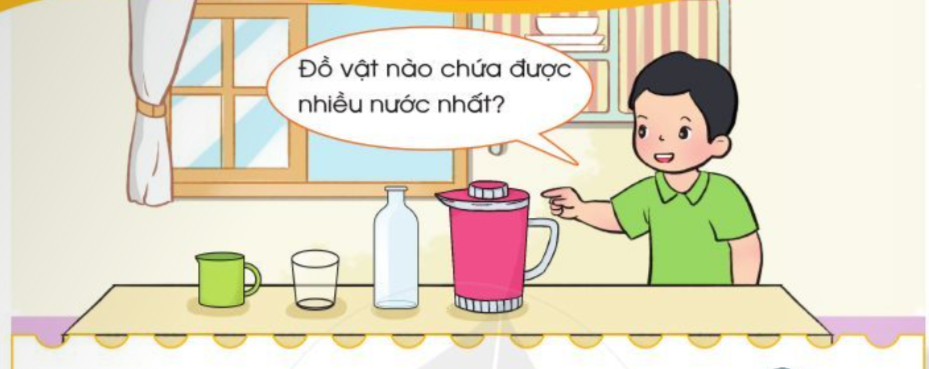 Đồ vật nào chứa được
nhiều nước nhất?